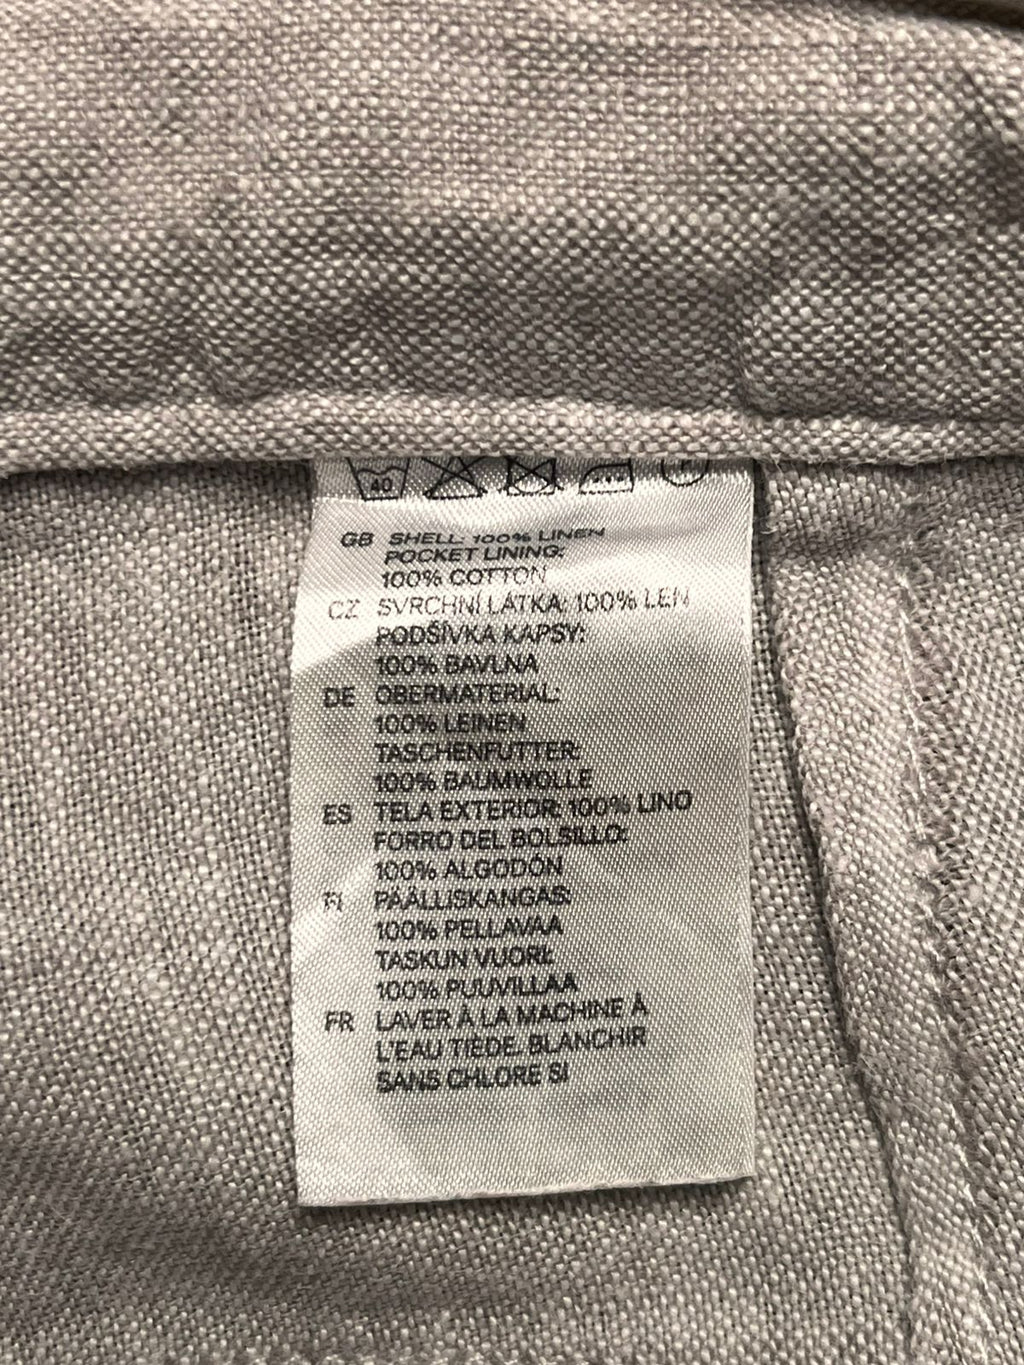 40
GB SHELL: 100% LINEN
POCKET LINING:
100% COTTON
CZ SVRCHNÍ LÁTKA: 100% LEN
PODŠÍVKA KAPSY:
100% BAVLNA
DE OBERMATERIAL:
100% LEINEN
TASCHENFUTTER:
100% BAUMWOLLE
ES TELA EXTERIOR: 100% LINO
FORRO DEL BOLSILLO:
100% ALGODÓN
FI PÄÄLLISKANGAS:
100% PELLAVAA
TASKUN VUORI:
100% PUUVILLAA
FR LAVER À LA MACHINE À
L'EAU TIÈDE. BLANCHIR
SANS CHLORE SI